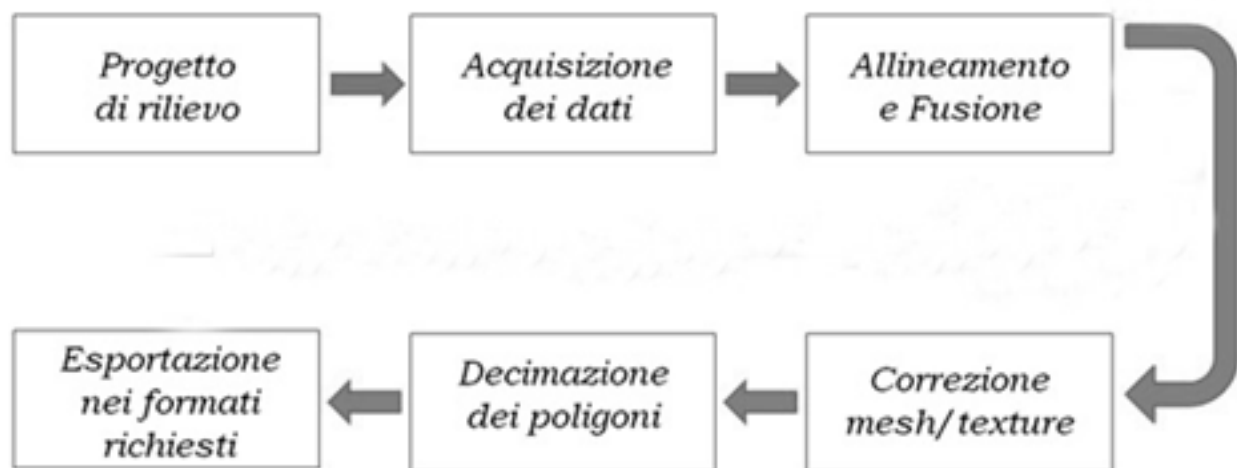 Progetto
di rilievo
Acquisizione
dei dati
Allineamento
e Fusione
Correzione
mesh/texture
Decimazione
dei poligoni
Esportazione
nei formati
richiesti